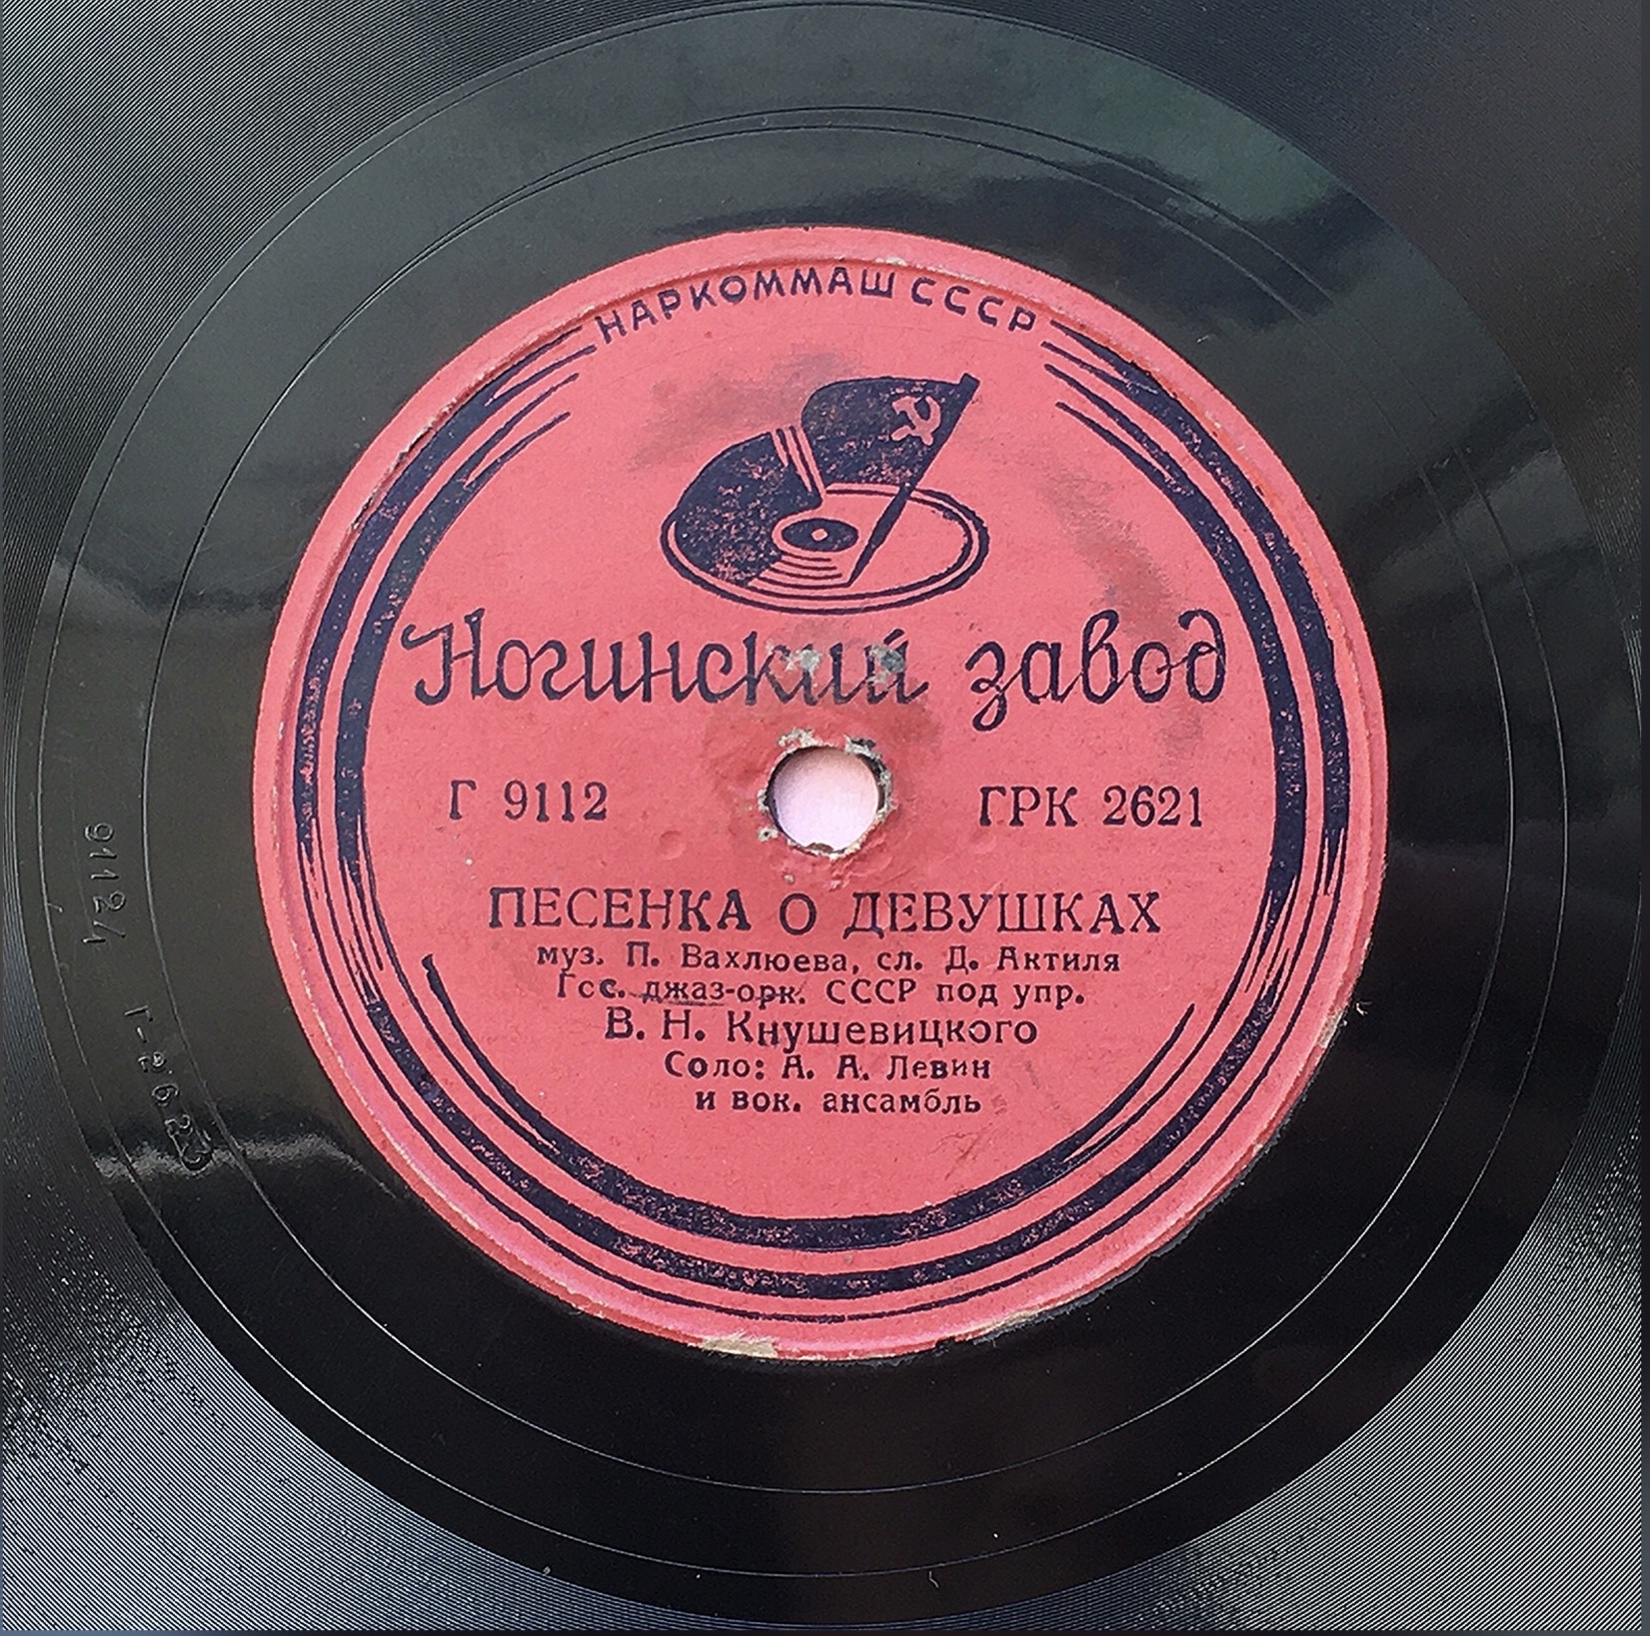 НАРКОММАШ СССР
Ногинский завод
Г 9112 ГРК 2621
ПЕСЕНКА О ДЕВУШКАХ
муз. П. Вахлюева, сл. Д. Актиля
Гос. джаз-орк. СССР под упр.
В. Н. Кнушевицкого
Соло: А. А. Левин
и вок. ансамбль
9112 4
Г-2623